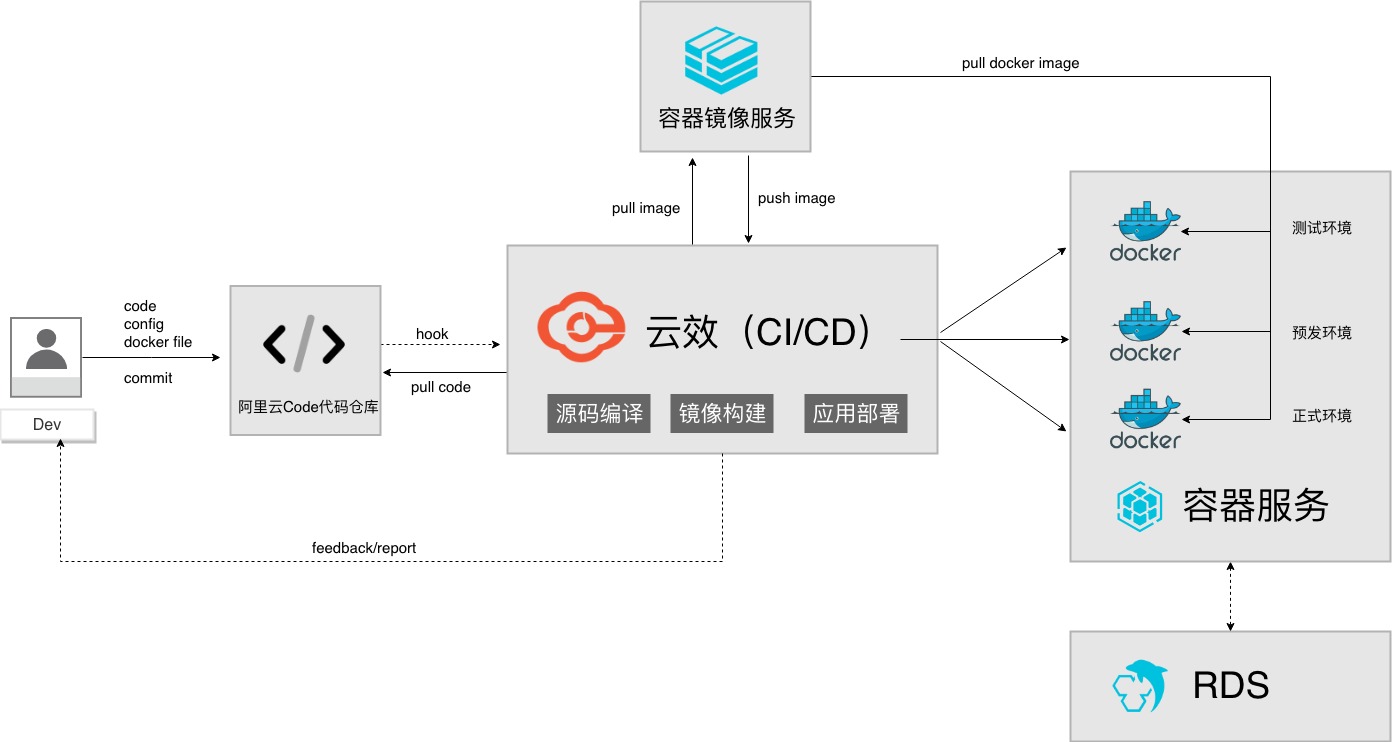 容器镜像服务
pull docker image
pull image
push image
code
config
docker file
commit
Dev
阿里云Code代码仓库
hook
pull code
云效（CI/CD）
源码编译
镜像构建
应用部署
feedback/report
docker
测试环境
docker
预发环境
docker
正式环境
容器服务
RDS